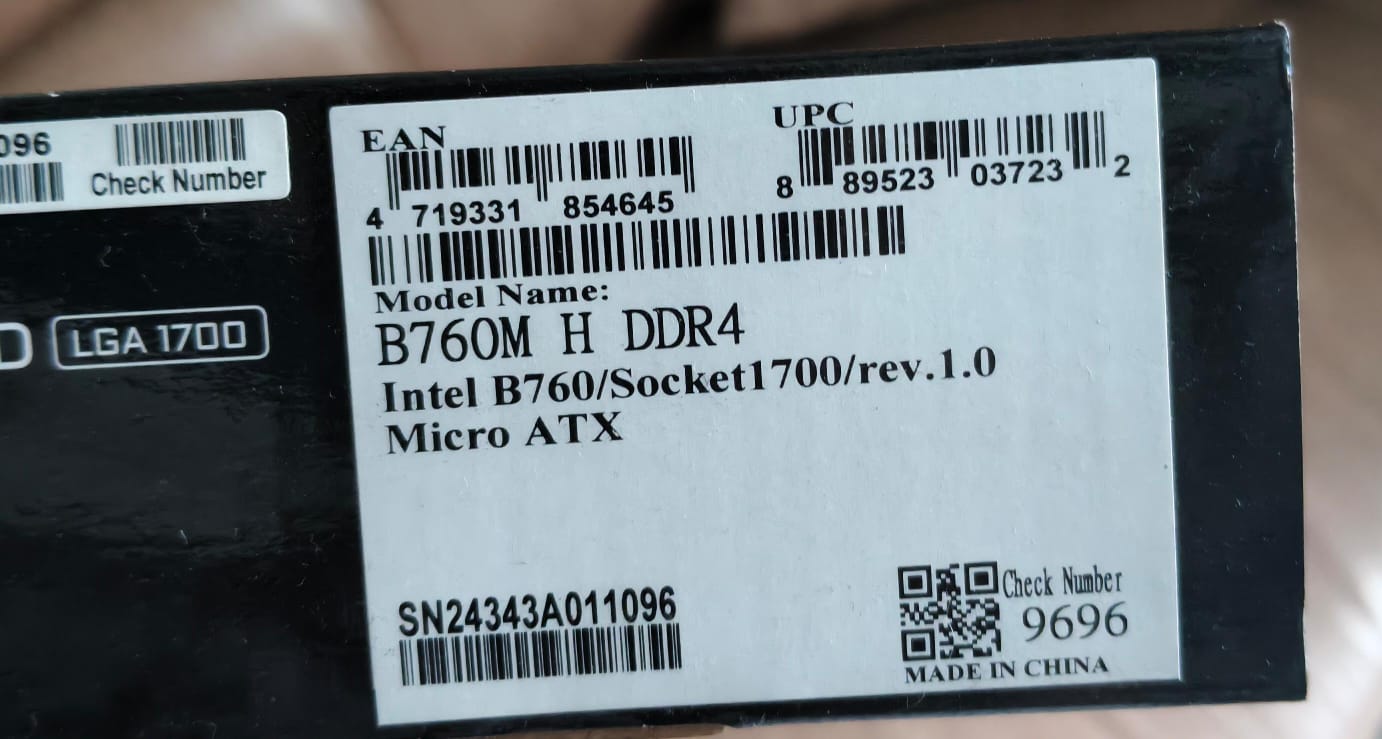 096
Check Number
LGA 1700
EAN
4 719331 854645
UPC
8 89523 03723 2
Model Name:
B760M H DDR4
Intel B760/Socket1700/rev.1.0
Micro ATX
SN24343A011096
Check Number
9696
MADE IN CHINA